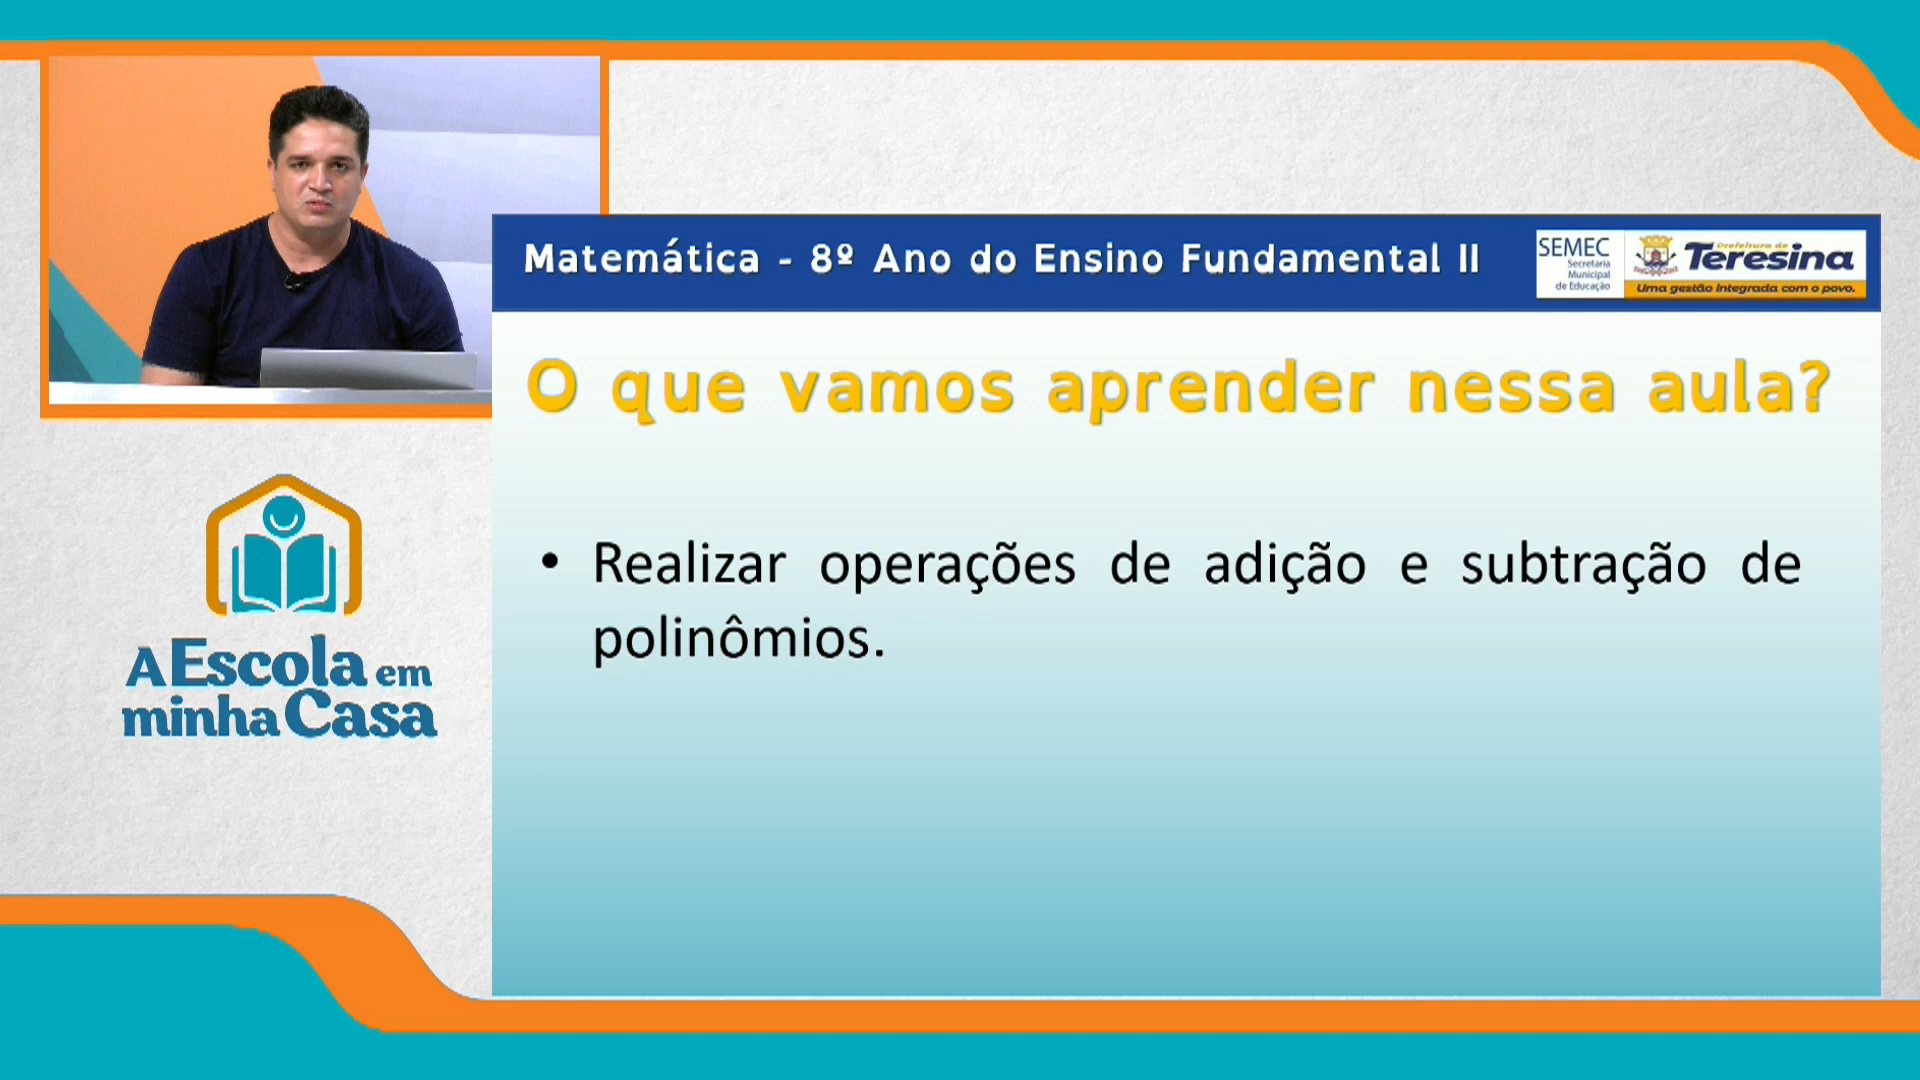 Matemática - 8º Ano do Ensino Fundamental II
SEMEC
Secretaria
Municipal
de Educação
Prefeitura de
Teresina
Uma gestão integrada com o povo.
O que vamos aprender nessa aula?
• Realizar operações de adição e subtração de
polinômios.
A Escola em
minha Casa